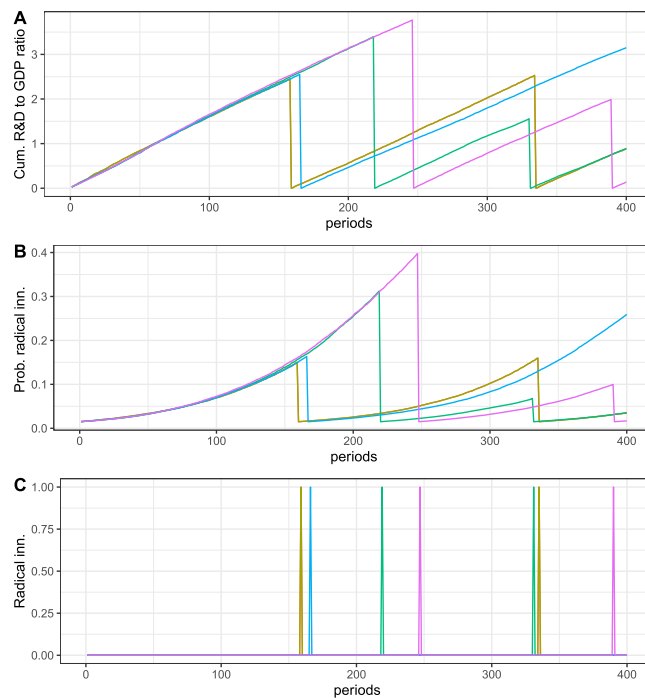 A
Cum. R&D to GDP ratio
3
2
1
0
0 100 200 300 400
periods
B
Prob. radical inn.
0.4
0.3
0.2
0.1
0.0
0 100 200 300 400
periods
C
Radical inn.
1.00
0.75
0.50
0.25
0.00
0 100 200 300 400
periods